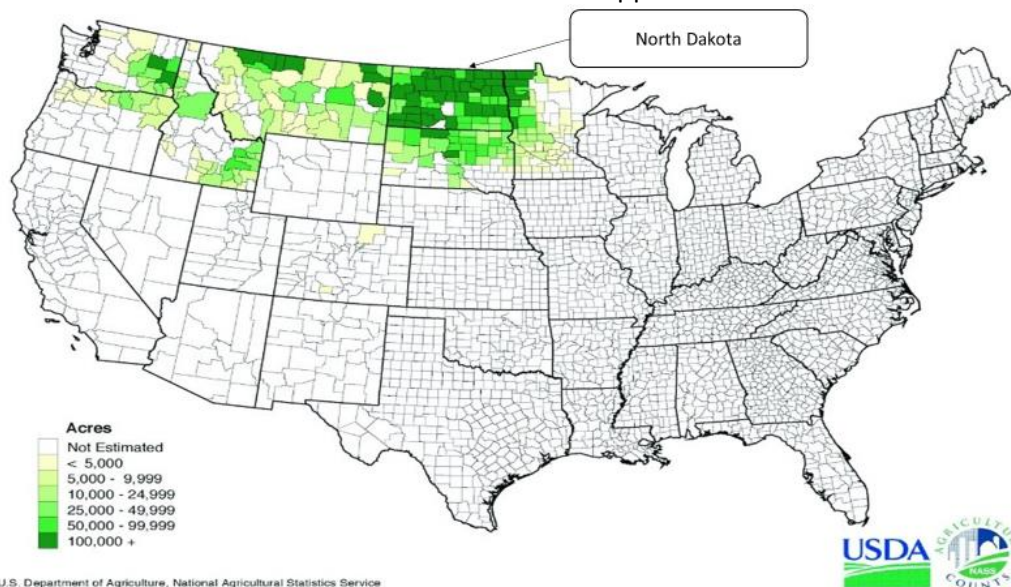 North Dakota
Acres
Not Estimated
< 5,000
5,000 - 9,999
10,000 - 24,999
25,000 - 49,999
50,000 - 99,999
100,000 +
USDA
NASS
COUNTS
U.S. Department of Agriculture, National Agricultural Statistics Service